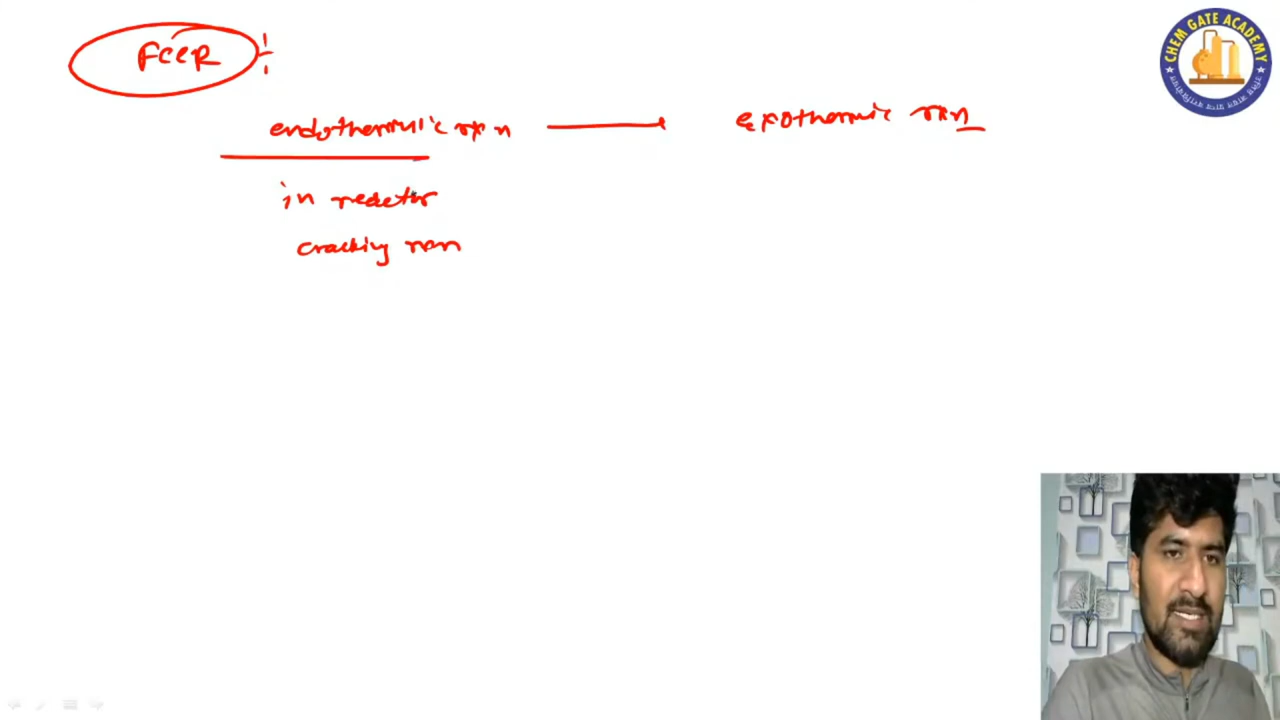 FCCR :
endothermic rxn → exothermic rxn
in reactor
cracking rxn
CHEM GATE ACADEMY